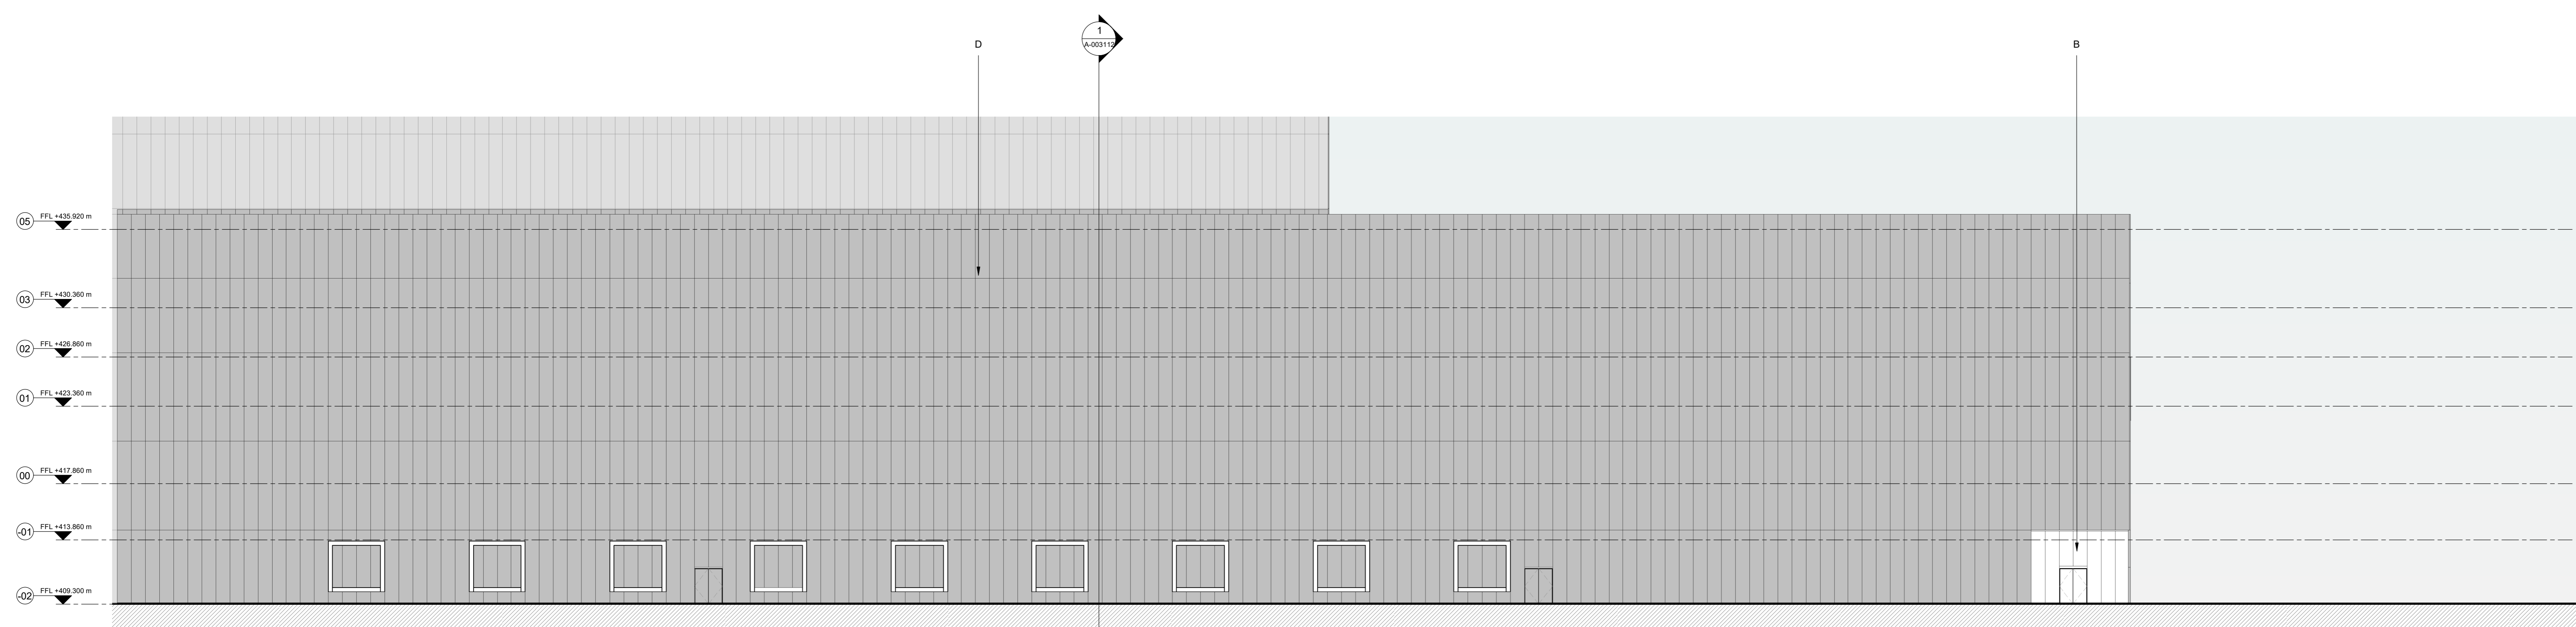 1
A-003112
D
B
05 FFL +435.920 m
03 FFL +430.360 m
02 FFL +426.860 m
01 FFL +423.360 m
00 FFL +417.860 m
-01 FFL +413.860 m
-02 FFL +409.300 m